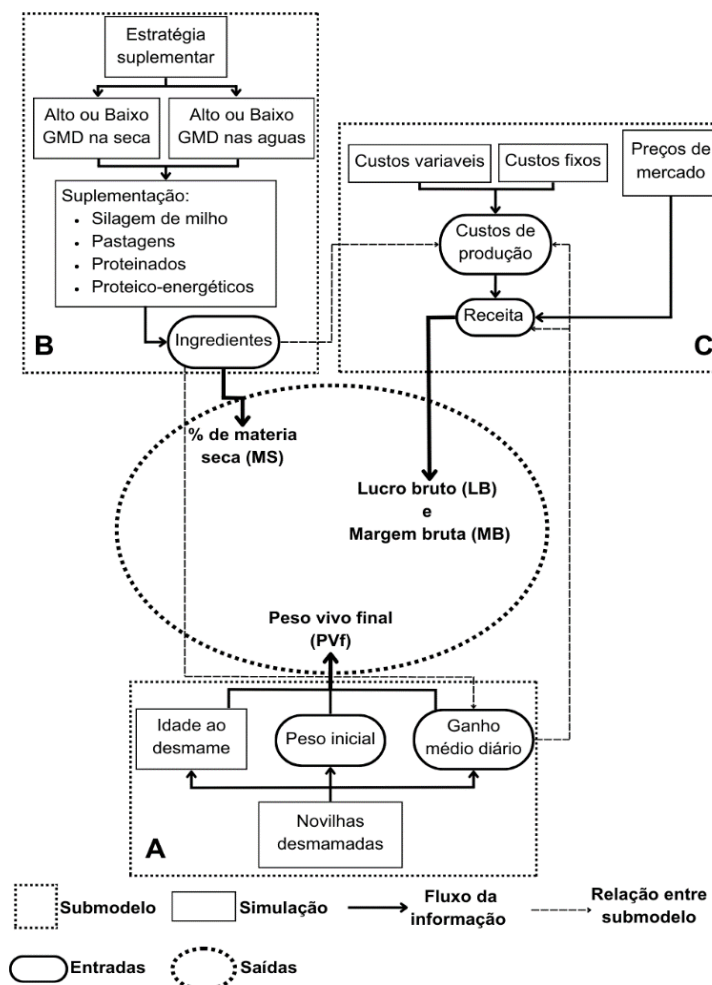 Estratégia
suplementar
Alto ou Baixo
GMD na seca
Alto ou Baixo
GMD nas aguas
Suplementação:
• Silagem de milho
• Pastagens
• Proteinados
• Proteico-energéticos
Ingredientes
B
Custos variaveis
Custos fixos
Preços de
mercado
Custos de
produção
Receita
C
% de materia
seca (MS)
Lucro bruto (LB)
e
Margem bruta (MB)
Peso vivo final
(PVf)
Idade ao
desmame
Peso inicial
Ganho
médio diário
Novilhas
desmamadas
A
Submodelo
Simulação
Fluxo da
informação
Relação entre
submodelo
Entradas
Saídas